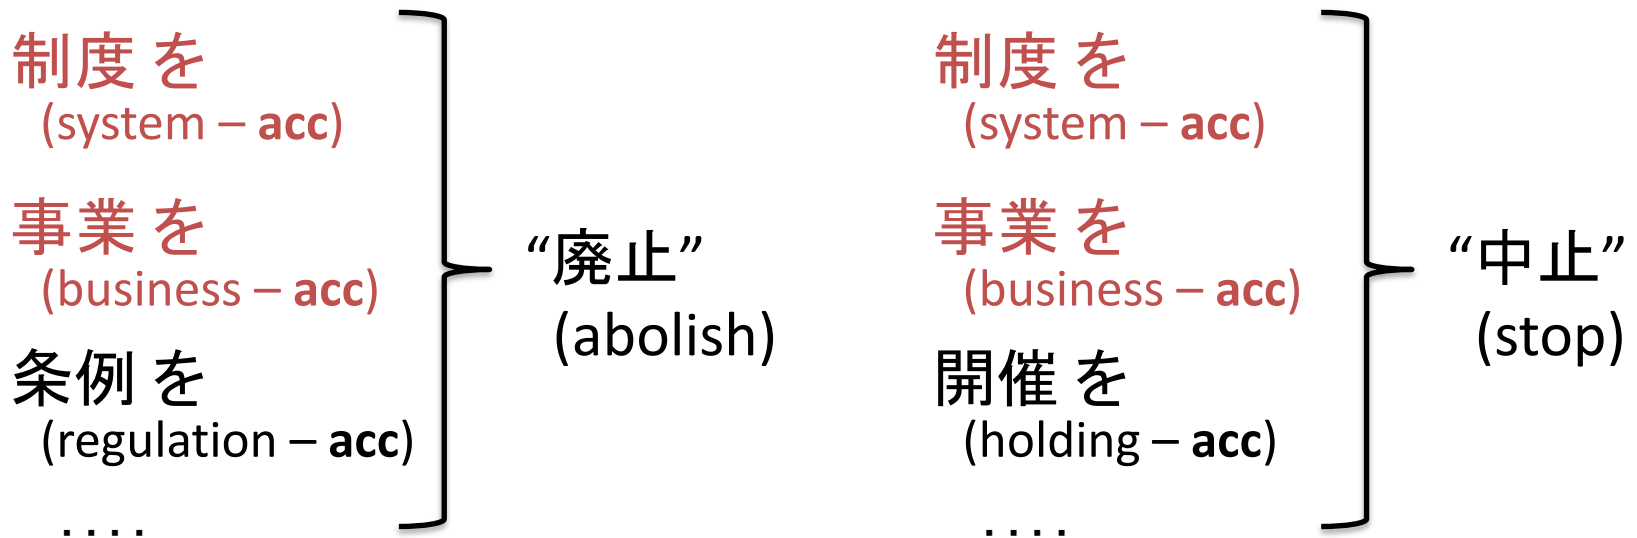 制度 を
(system – acc)
事業 を
(business – acc)
条例 を
(regulation – acc)
....
“廃止”
(abolish)
制度 を
(system – acc)
事業 を
(business – acc)
開催 を
(holding – acc)
....
“中止”
(stop)